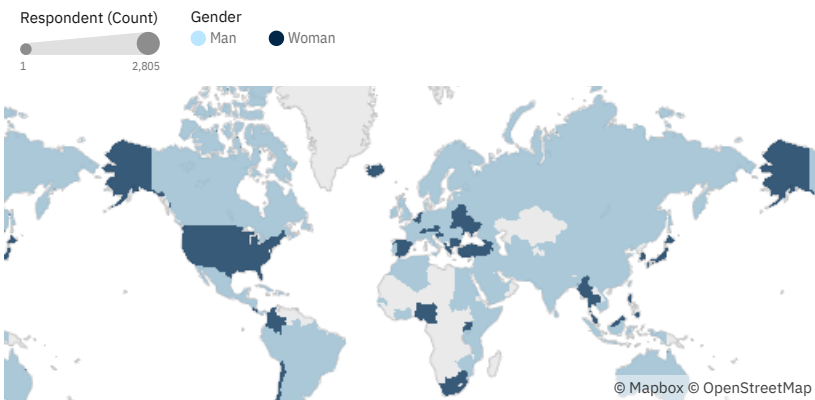 Respondent (Count)
1
2,805
Gender
Man
Woman
© Mapbox © OpenStreetMap